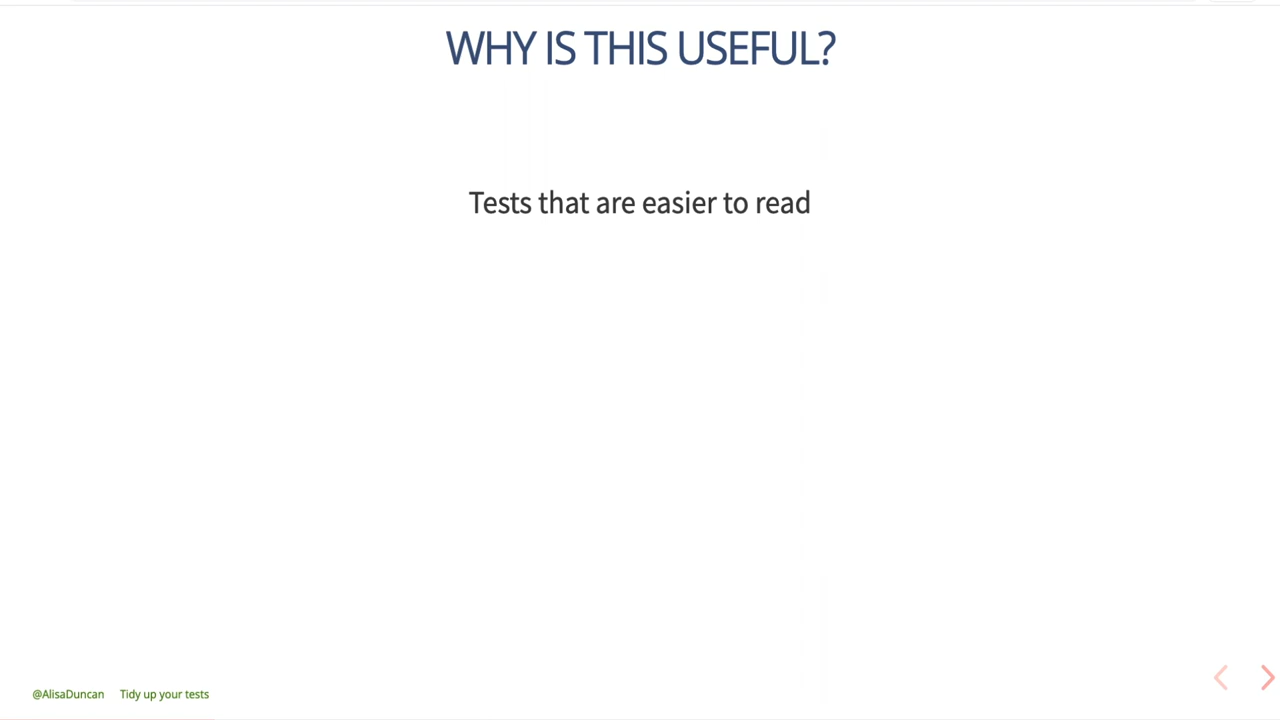 WHY IS THIS USEFUL?
Tests that are easier to read
@AlisaDuncan Tidy up your tests